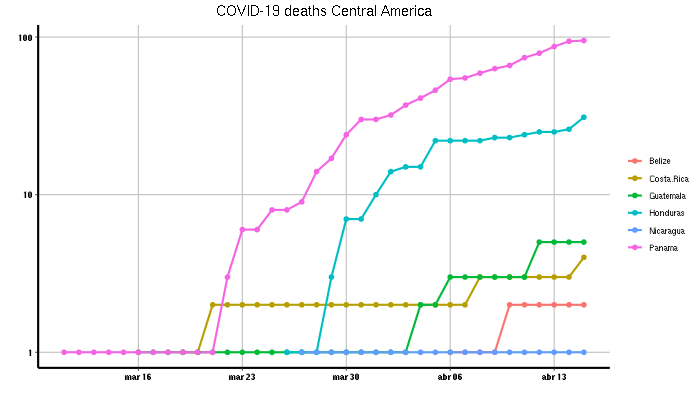 COVID-19 deaths Central America
100
10
1
mar 16 mar 23 mar 30 abr 06 abr 13
Belize
Costa.Rica
Guatemala
Honduras
Nicaragua
Panama